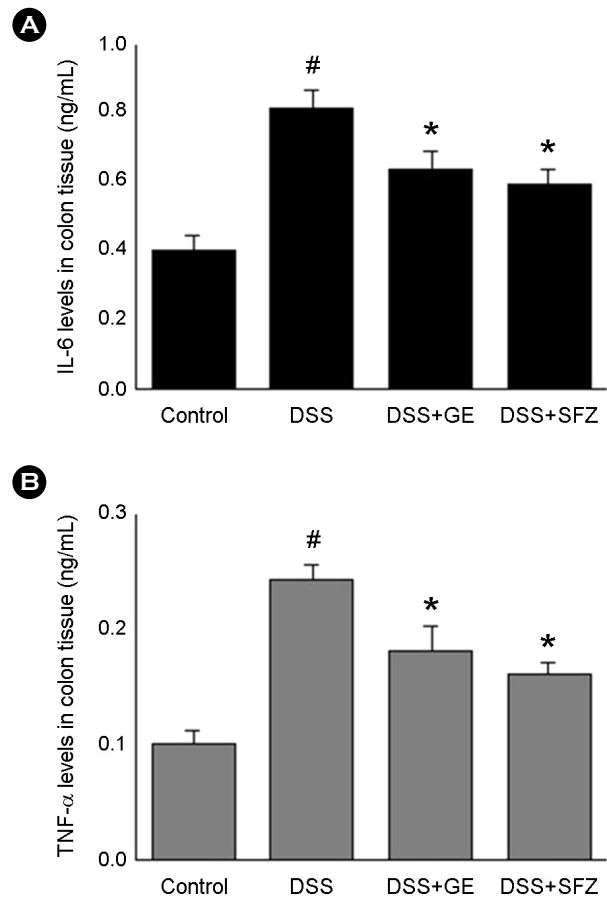 A
IL-6 levels in colon tissue (ng/mL)
1.0
0.8
0.6
0.4
0.2
0.0
#
*
*
Control DSS DSS+GE DSS+SFZ
B
TNF-α levels in colon tissue (ng/mL)
0.3
0.2
0.1
0.0
#
*
*
Control DSS DSS+GE DSS+SFZ